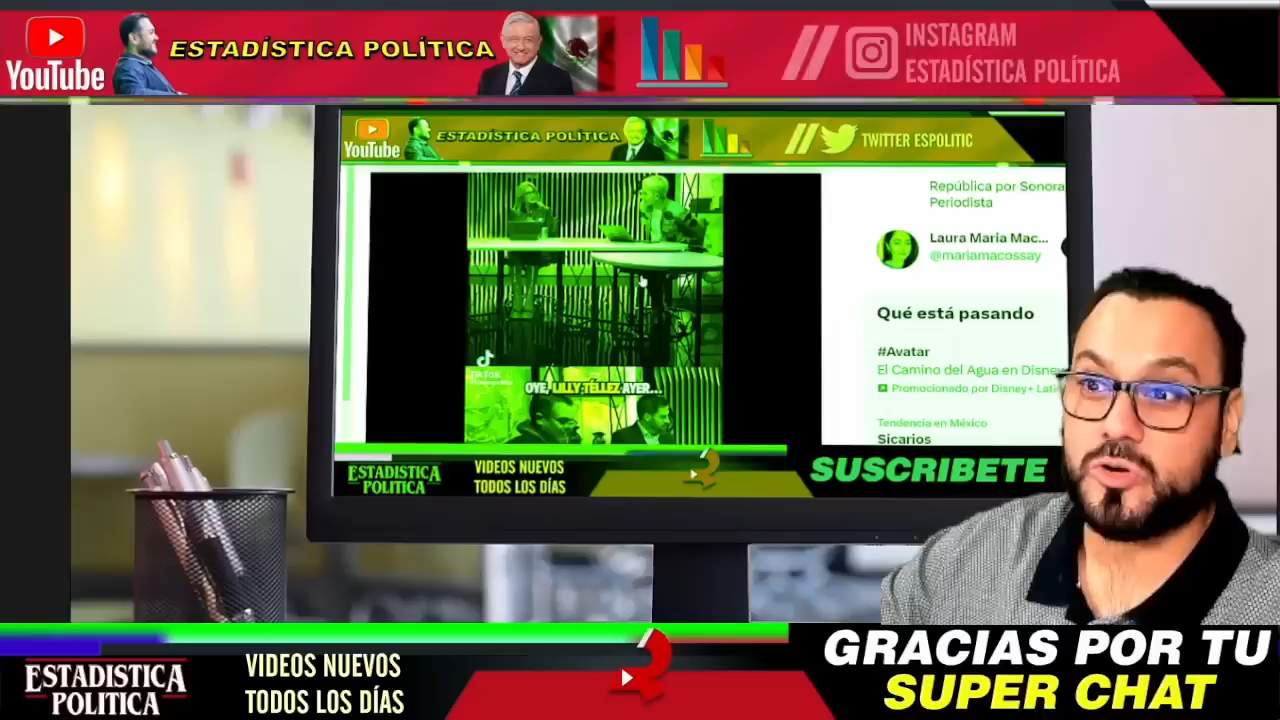 YouTube
ESTADÍSTICA POLÍTICA
INSTAGRAM
ESTADÍSTICA POLÍTICA
YouTube
ESTADÍSTICA POLÍTICA
TWITTER ESPOLITIC
República por Sonora
Periodista
Laura Maria Mac...
@mariamacossay
Qué está pasando
#Avatar
El Camino del Agua en Disney
Promocionado por Disney+
Tendencia en México
Sicarios
TikTok
OYE, LILLY TÉLLEZ AYER...
ESTADISTICA
POLITICA
VIDEOS NUEVOS
TODOS LOS DÍAS
SUSCRIBETE
ESTADISTICA
POLITICA
VIDEOS NUEVOS
TODOS LOS DÍAS
GRACIAS POR TU
SUPER CHAT